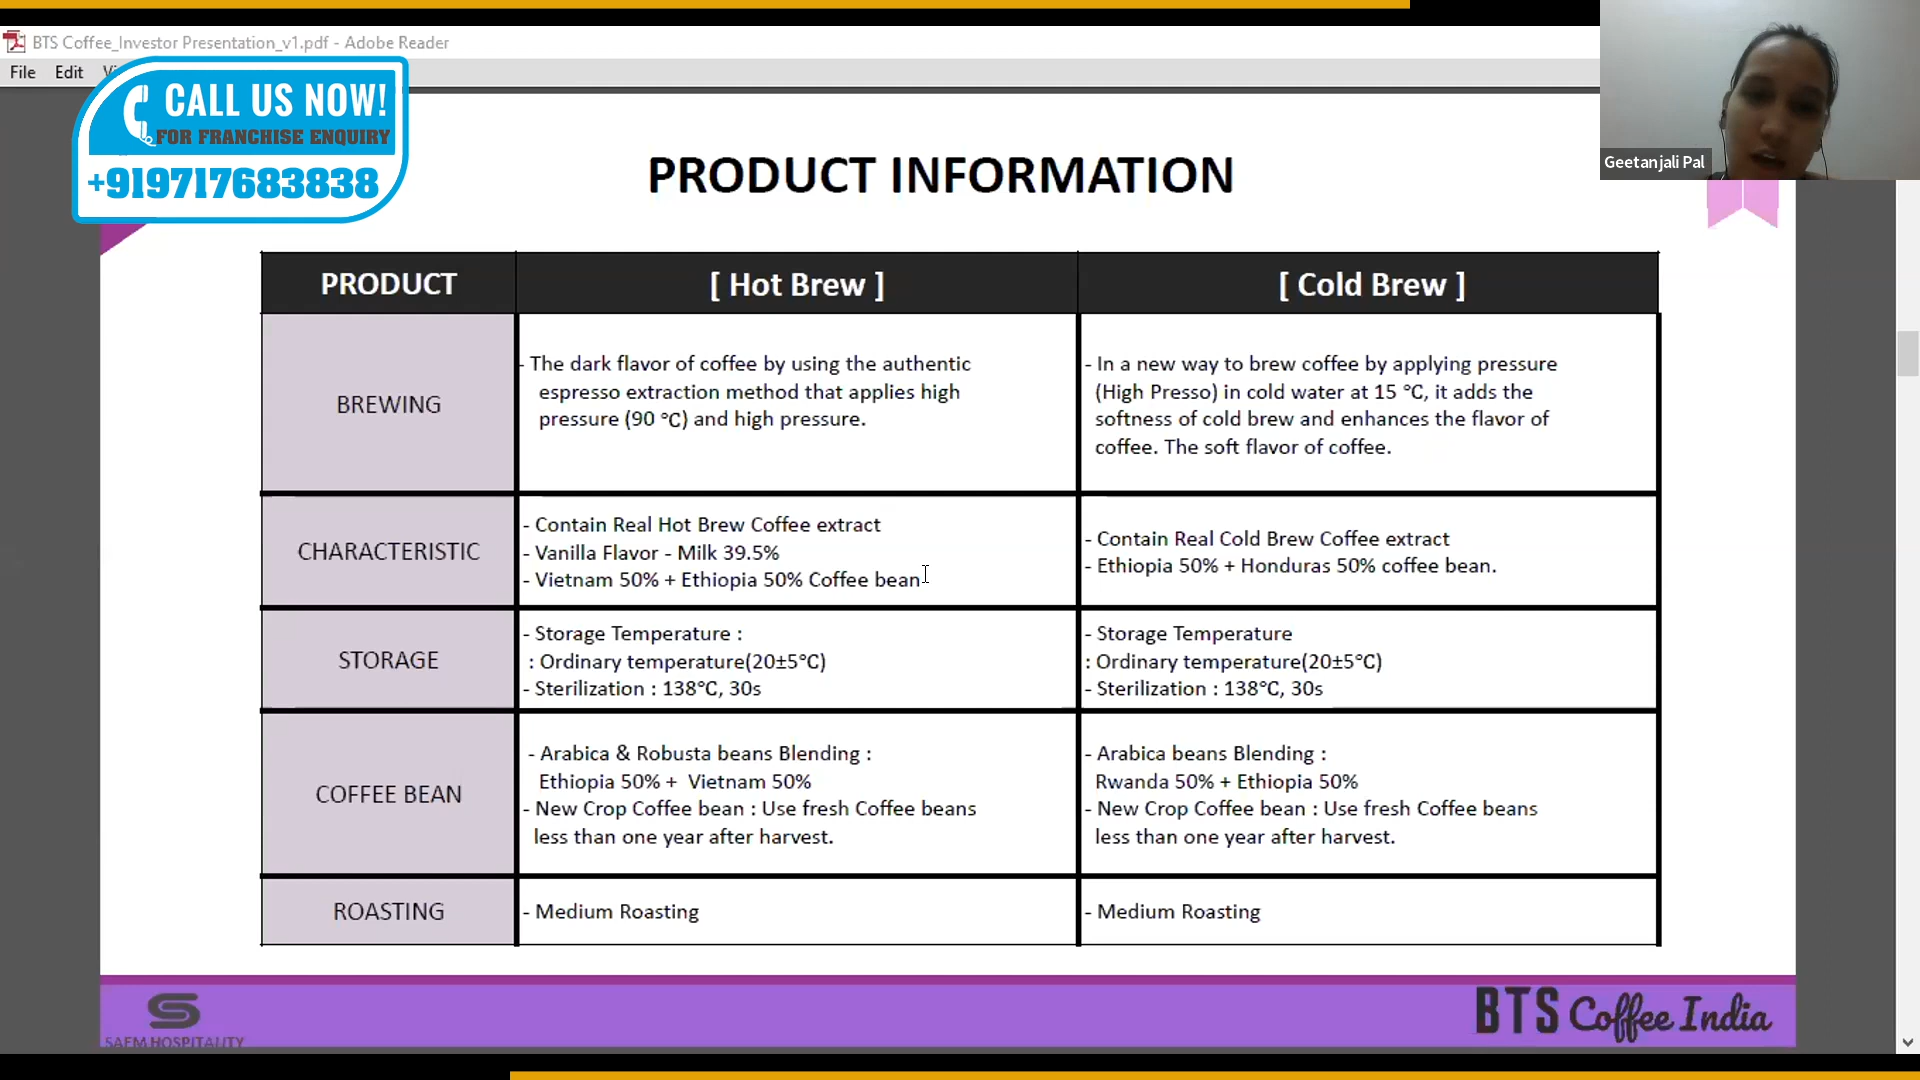 BTS Coffee_Investor Presentation_v1.pdf - Adobe Reader
File Edit
CALL US NOW!
FOR FRANCHISE ENQUIRY
+919717683838
Geetanjali Pal
PRODUCT INFORMATION
PRODUCT [ Hot Brew ] [ Cold Brew ]
BREWING
- The dark flavor of coffee by using the authentic
espresso extraction method that applies high
pressure (90 ℃) and high pressure.
- In a new way to brew coffee by applying pressure
(High Presso) in cold water at 15 ℃, it adds the
softness of cold brew and enhances the flavor of
coffee. The soft flavor of coffee.
CHARACTERISTIC
- Contain Real Hot Brew Coffee extract
- Vanilla Flavor - Milk 39.5%
- Vietnam 50% + Ethiopia 50% Coffee bean
- Contain Real Cold Brew Coffee extract
- Ethiopia 50% + Honduras 50% coffee bean.
STORAGE
- Storage Temperature :
: Ordinary temperature(20±5℃)
- Sterilization : 138℃, 30s
- Storage Temperature
: Ordinary temperature(20±5℃)
- Sterilization : 138℃, 30s
COFFEE BEAN
- Arabica & Robusta beans Blending :
Ethiopia 50% + Vietnam 50%
- New Crop Coffee bean : Use fresh Coffee beans
less than one year after harvest.
- Arabica beans Blending :
Rwanda 50% + Ethiopia 50%
- New Crop Coffee bean : Use fresh Coffee beans
less than one year after harvest.
ROASTING
- Medium Roasting
- Medium Roasting
SAEM HOSPITALITY
BTS Coffee India